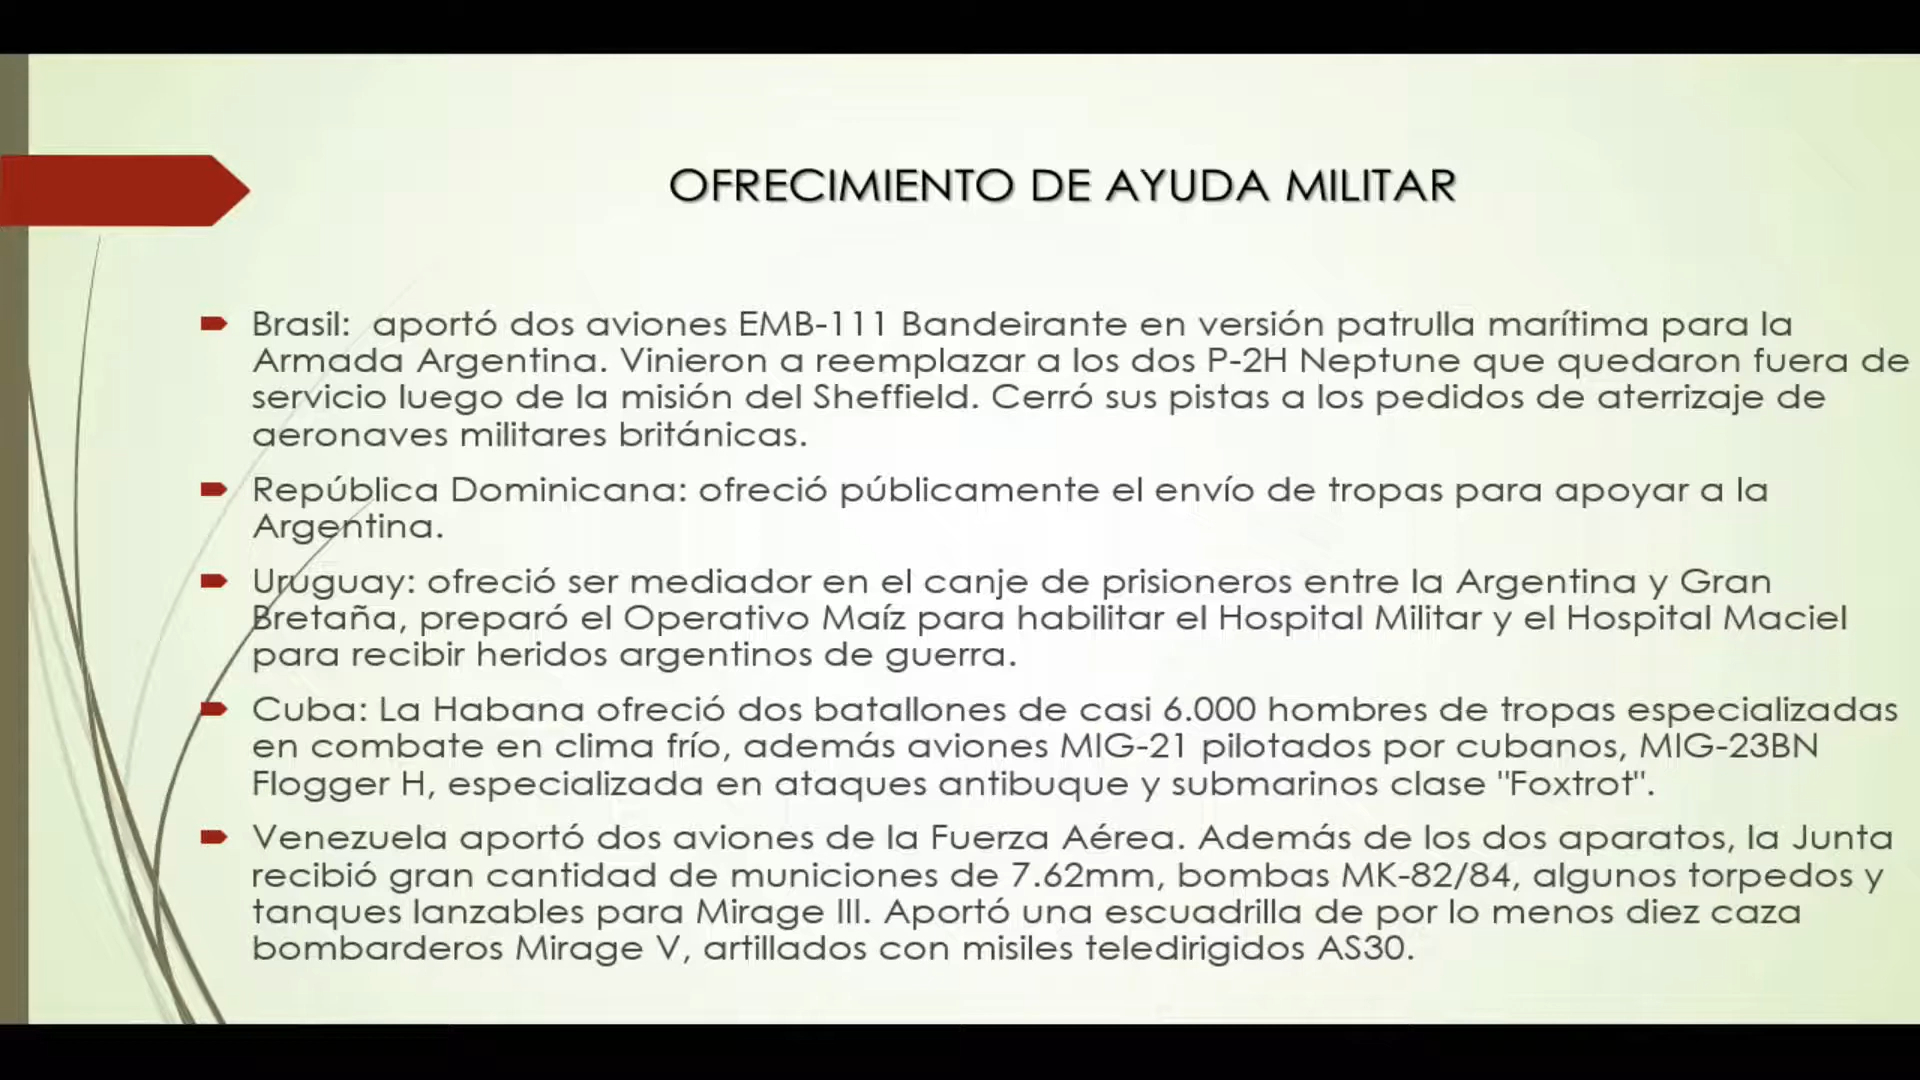 OFRECIMIENTO DE AYUDA MILITAR
Brasil: aportó dos aviones EMB-111 Bandeirante en versión patrulla marítima para la
Armada Argentina. Vinieron a reemplazar a los dos P-2H Neptune que quedaron fuera de
servicio luego de la misión del Sheffield. Cerró sus pistas a los pedidos de aterrizaje de
aeronaves militares británicas.
República Dominicana: ofreció públicamente el envío de tropas para apoyar a la
Argentina.
Uruguay: ofreció ser mediador en el canje de prisioneros entre la Argentina y Gran
Bretaña, preparó el Operativo Maíz para habilitar el Hospital Militar y el Hospital Maciel
para recibir heridos argentinos de guerra.
Cuba: La Habana ofreció dos batallones de casi 6.000 hombres de tropas especializadas
en combate en clima frío, además aviones MIG-21 pilotados por cubanos, MIG-23BN
Flogger H, especializada en ataques antibuque y submarinos clase "Foxtrot".
Venezuela aportó dos aviones de la Fuerza Aérea. Además de los dos aparatos, la Junta
recibió gran cantidad de municiones de 7.62mm, bombas MK-82/84, algunos torpedos y
tanques lanzables para Mirage III. Aportó una escuadrilla de por lo menos diez caza
bombarderos Mirage V, artillados con misiles teledirigidos AS30.